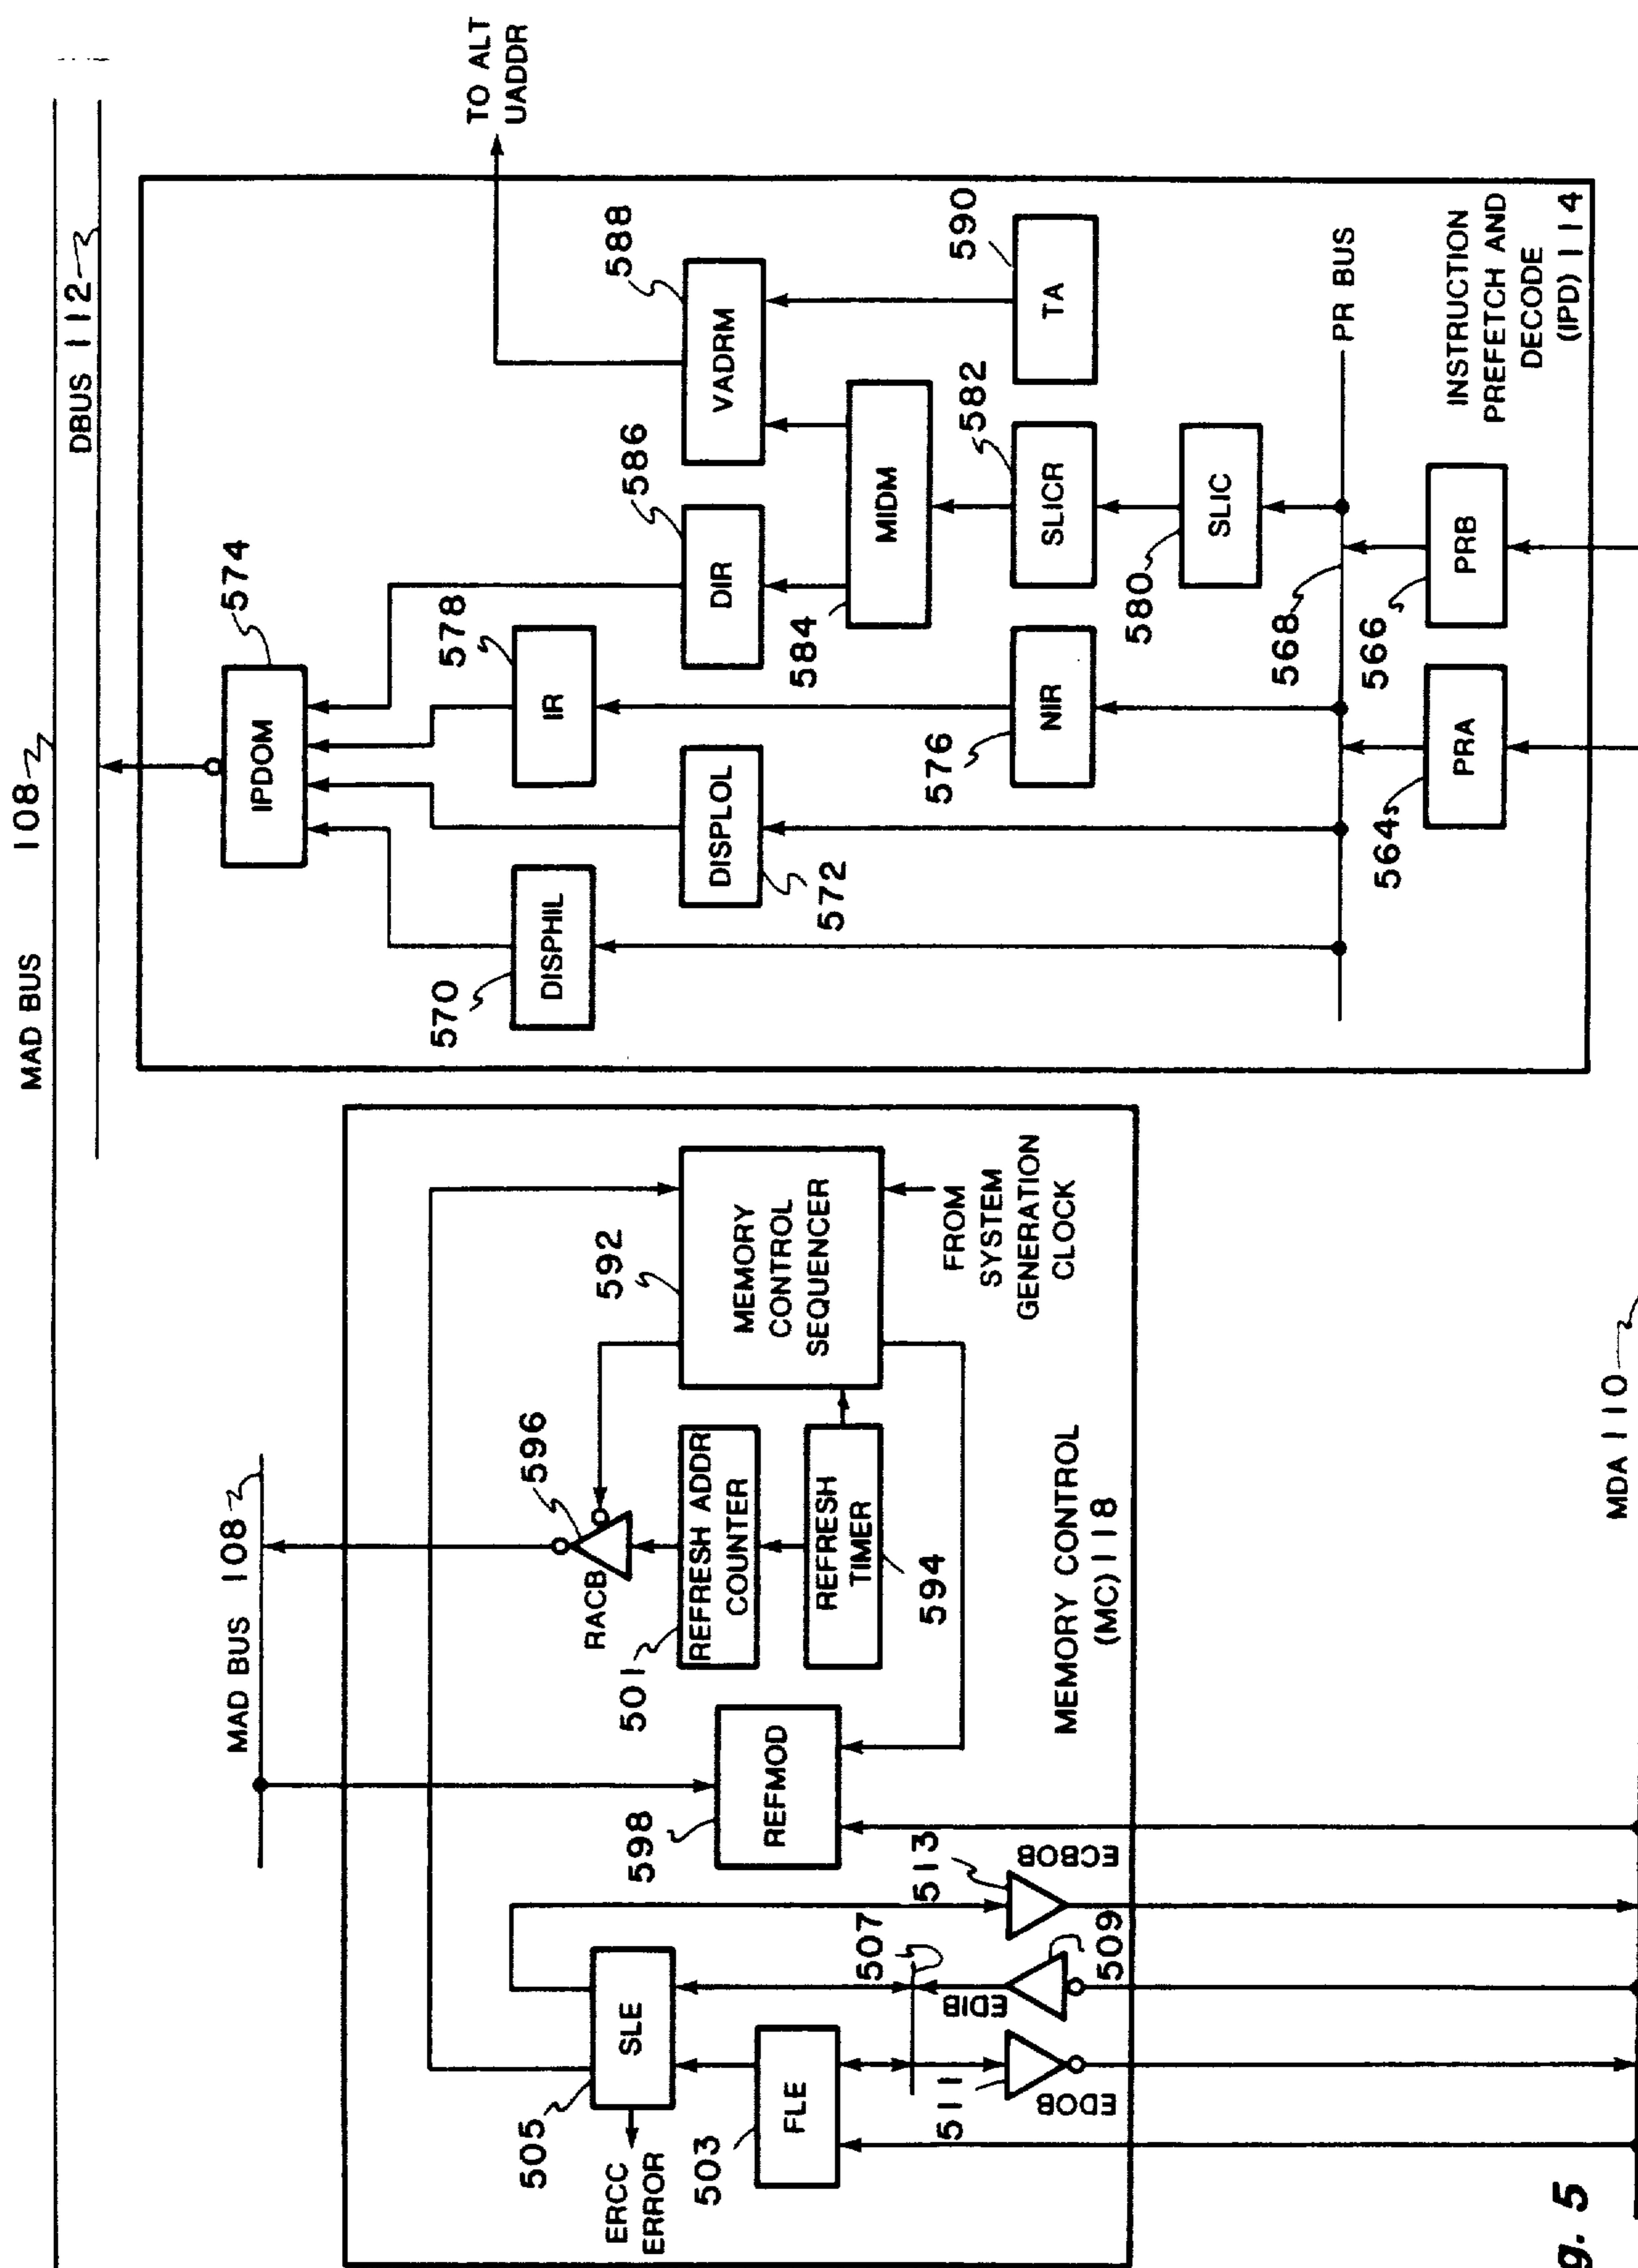 MAD BUS 108
DBUS 112
TO ALT
UADDR
574
IPDOM
570
DISPHIL
572
DISPLOL
578
IR
576
NIR
586
DIR
588
VADRM
584
MIDM
582
SLICR
580
SLIC
590
TA
568
PR BUS
564
PRA
566
PRB
INSTRUCTION
PREFETCH AND
DECODE
(IPD) 114
MAD BUS 108
592
MEMORY
CONTROL
SEQUENCER
FROM
SYSTEM
GENERATION
CLOCK
596
RACB
501
REFRESH ADDR
COUNTER
REFRESH
TIMER
594
598
REFMOD
505
SLE
ERCC
ERROR
503
FLE
507
513
ECBOB
509
EDIB
511
EDOB
MEMORY CONTROL
(MC) 118
MDA 110
g. 5